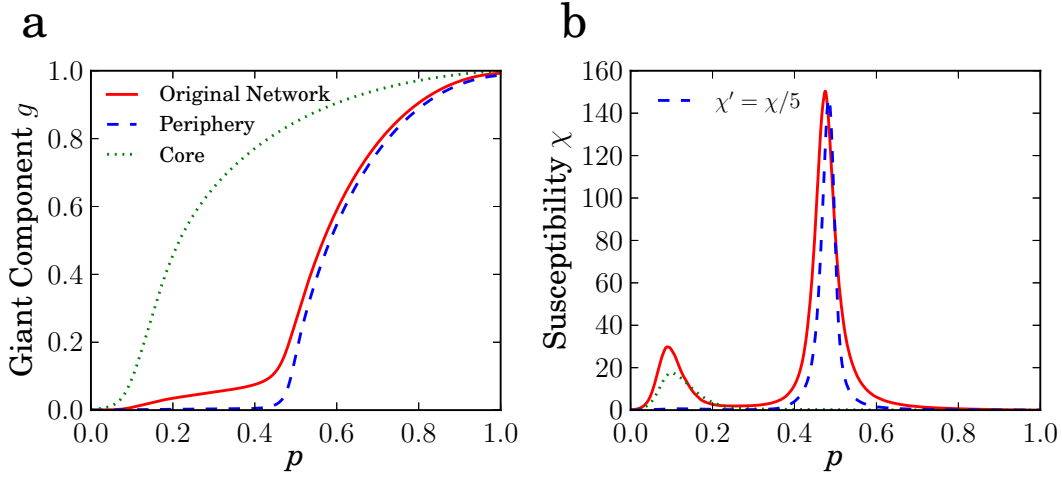 a
Giant Component g
1.0
0.8
0.6
0.4
0.2
0.0
Original Network
Periphery
Core
0.0 0.2 0.4 0.6 0.8 1.0
p
b
Susceptibility χ
160
140
120
100
80
60
40
20
0
χ′ = χ/5
0.0 0.2 0.4 0.6 0.8 1.0
p